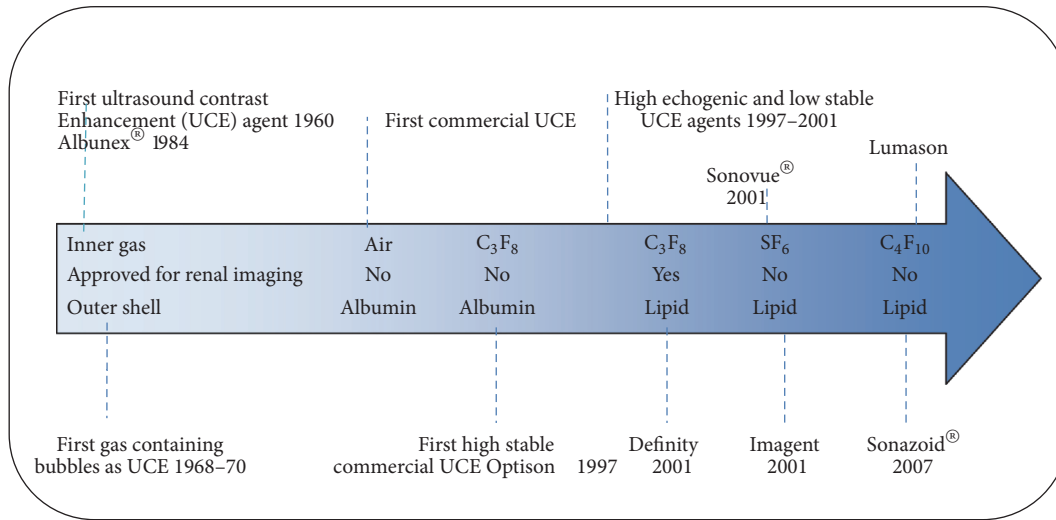 First ultrasound contrast
Enhancement (UCE) agent 1960
Albunex® 1984
First commercial UCE
High echogenic and low stable
UCE agents 1997–2001
Sonovue®
2001
Lumason
Inner gas Air C₃F₈ C₃F₈ SF₆ C₄F₁₀
Approved for renal imaging No No Yes No No
Outer shell Albumin Albumin Lipid Lipid Lipid
First gas containing
bubbles as UCE 1968–70
First high stable
commercial UCE Optison 1997
Definity
2001
Imagent
2001
Sonazoid®
2007